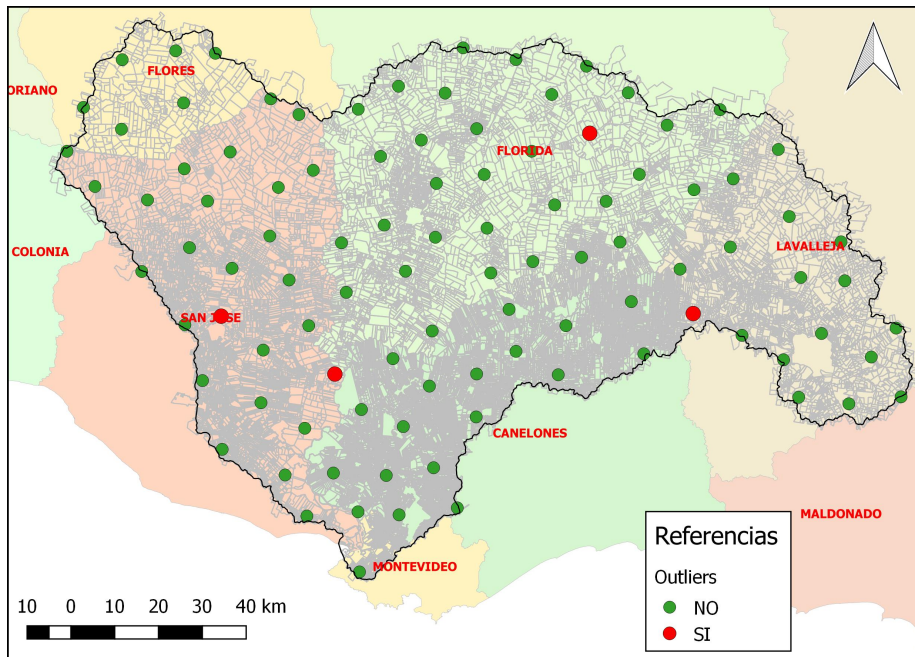 FLORES
ORIANO
FLORIDA
COLONIA
LAVALLEJA
SAN JOSE
CANELONES
MALDONADO
MONTEVIDEO
Referencias
Outliers
NO
SI
10 0 10 20 30 40 km